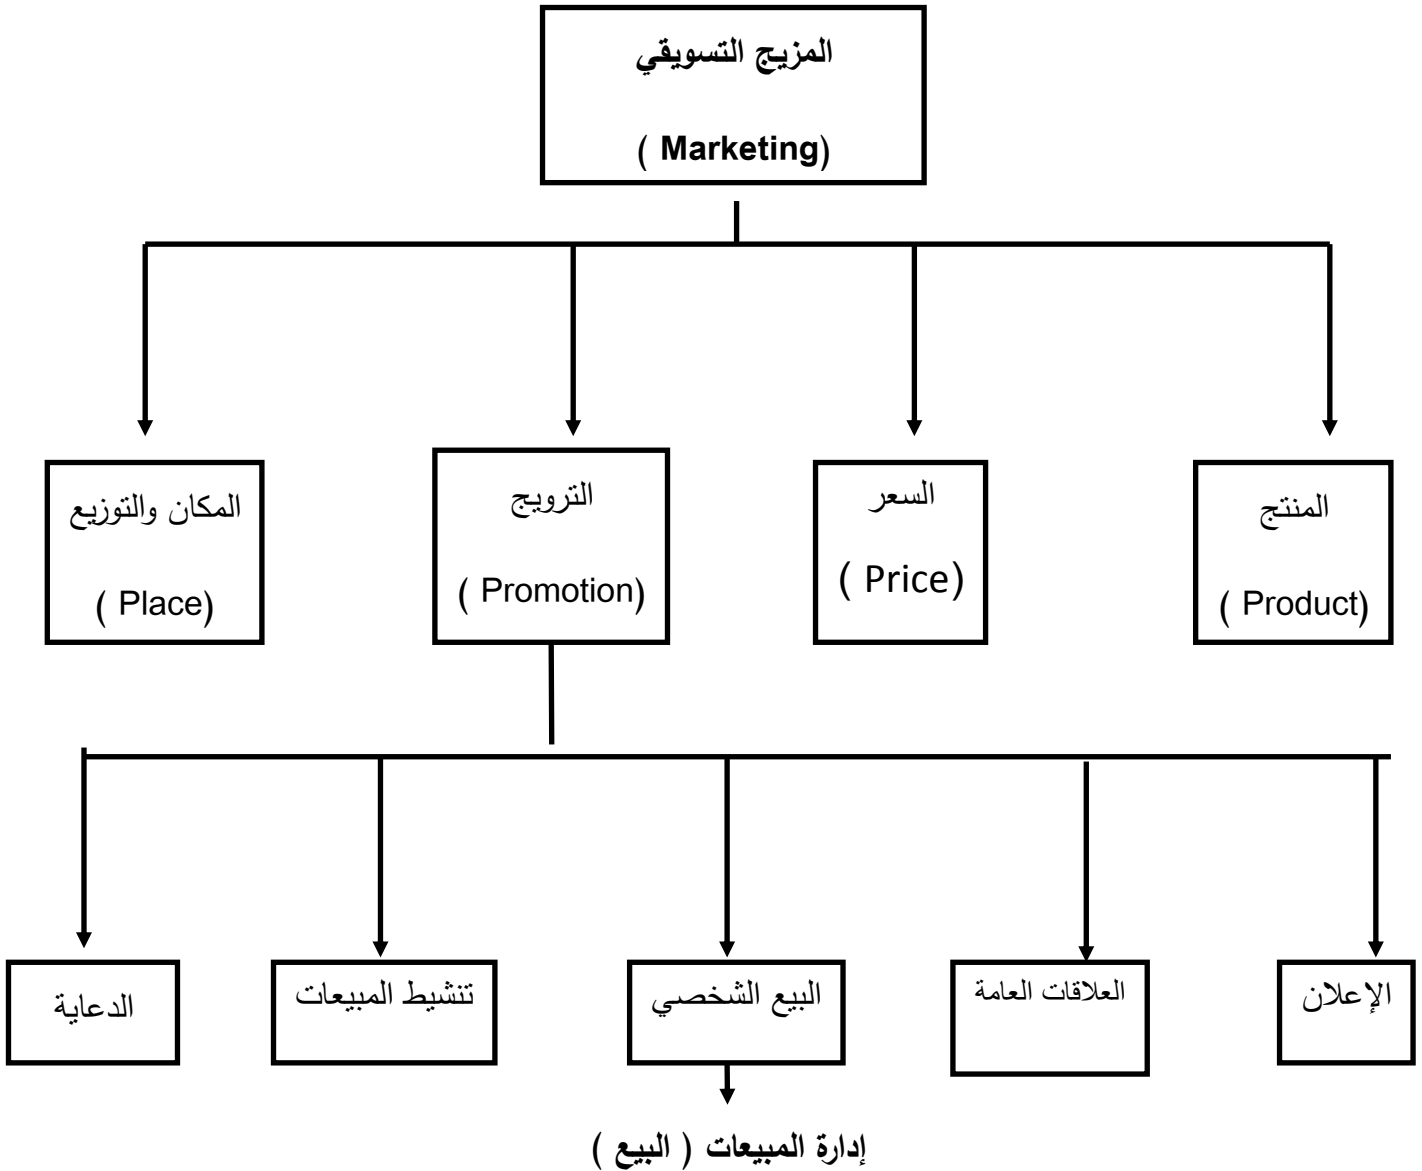 المزيج التسويقي
( Marketing)
المنتج
( Product)
السعر
( Price)
الترويج
( Promotion)
المكان والتوزيع
( Place)
الإعلان
العلاقات العامة
البيع الشخصي
تنشيط المبيعات
الدعاية
إدارة المبيعات ( البيع )